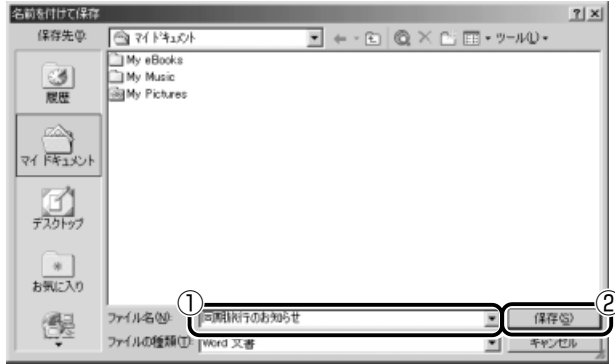 名前を付けて保存
保存先(I):
マイ ドキュメント
ツール(L)
My eBooks
My Music
My Pictures
履歴
マイ ドキュメント
デスクトップ
お気に入り
①
②
ファイル名(N):
同期旅行のお知らせ
保存(S)
ファイルの種類(T):
Word 文書
キャンセル